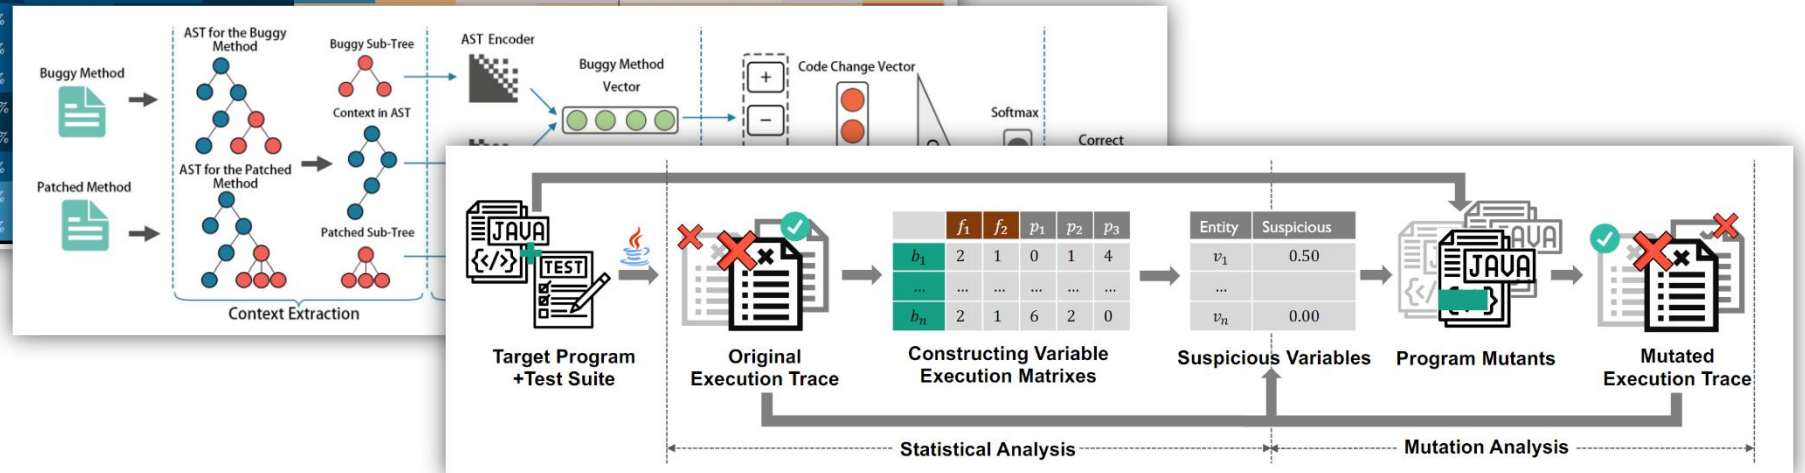 AST for the Buggy
Method
Buggy Sub-Tree
AST Encoder
Buggy Method
Buggy Method
Vector
+
−
Code Change Vector
Softmax
Context in AST
Correct
AST for the Patched
Method
Patched Method
Patched Sub-Tree
Context Extraction
JAVA
{</>}
TEST
Target Program
+Test Suite
Original
Execution Trace
f1 f2 p1 p2 p3
b1 2 1 0 1 4
... ... ... ... ... ...
bn 2 1 6 2 0
Constructing Variable
Execution Matrixes
Entity Suspicious
v1 0.50
...
vn 0.00
Suspicious Variables
JAVA
JAVA
Program Mutants
Mutated
Execution Trace
Statistical Analysis
Mutation Analysis